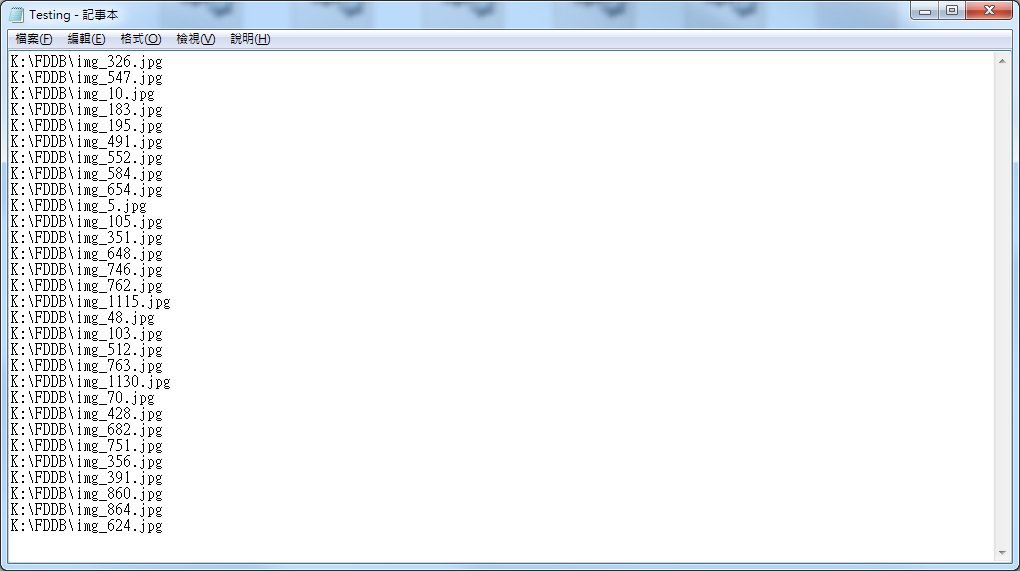 Testing - 記事本
檔案(F) 編輯(E) 格式(O) 檢視(V) 說明(H)
K:\FDDB\img_326.jpg
K:\FDDB\img_547.jpg
K:\FDDB\img_10.jpg
K:\FDDB\img_183.jpg
K:\FDDB\img_195.jpg
K:\FDDB\img_491.jpg
K:\FDDB\img_552.jpg
K:\FDDB\img_584.jpg
K:\FDDB\img_654.jpg
K:\FDDB\img_5.jpg
K:\FDDB\img_105.jpg
K:\FDDB\img_351.jpg
K:\FDDB\img_648.jpg
K:\FDDB\img_746.jpg
K:\FDDB\img_762.jpg
K:\FDDB\img_1115.jpg
K:\FDDB\img_48.jpg
K:\FDDB\img_103.jpg
K:\FDDB\img_512.jpg
K:\FDDB\img_763.jpg
K:\FDDB\img_1130.jpg
K:\FDDB\img_70.jpg
K:\FDDB\img_428.jpg
K:\FDDB\img_682.jpg
K:\FDDB\img_751.jpg
K:\FDDB\img_356.jpg
K:\FDDB\img_391.jpg
K:\FDDB\img_860.jpg
K:\FDDB\img_864.jpg
K:\FDDB\img_624.jpg